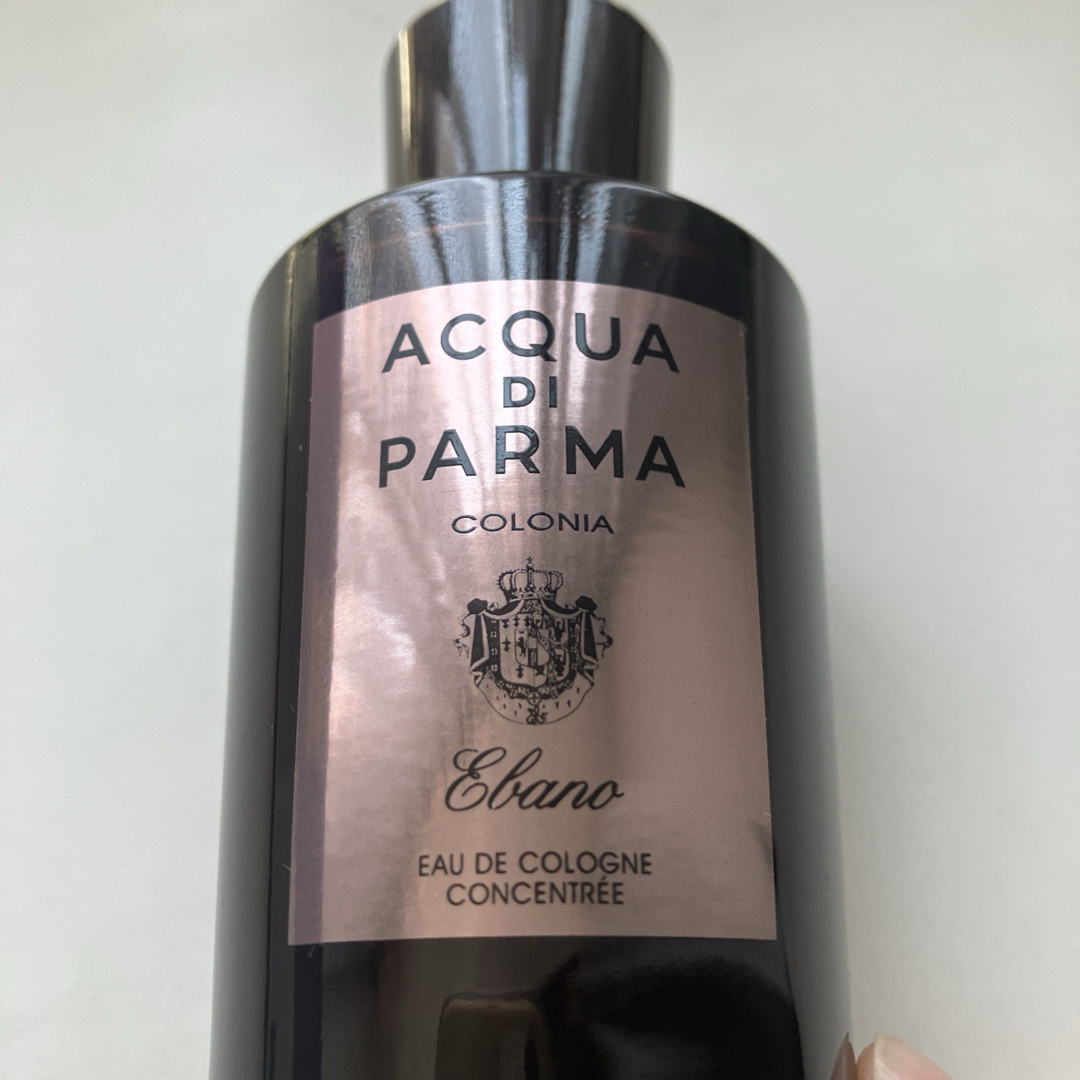 ACQUA
DI
PARMA
COLONIA
Ebano
EAU DE COLOGNE
CONCENTRÉE